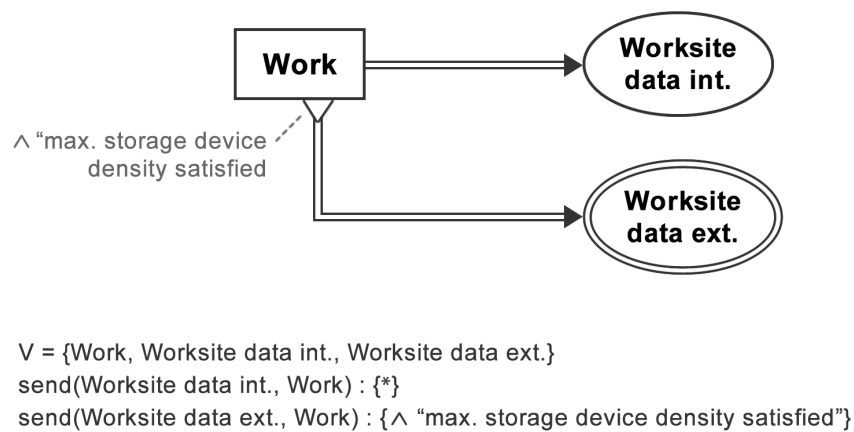 Work
Worksite
data int.
∧ “max. storage device
density satisfied
Worksite
data ext.
V = {Work, Worksite data int., Worksite data ext.}
send(Worksite data int., Work) : {*}
send(Worksite data ext., Work) : {∧ “max. storage device density satisfied”}